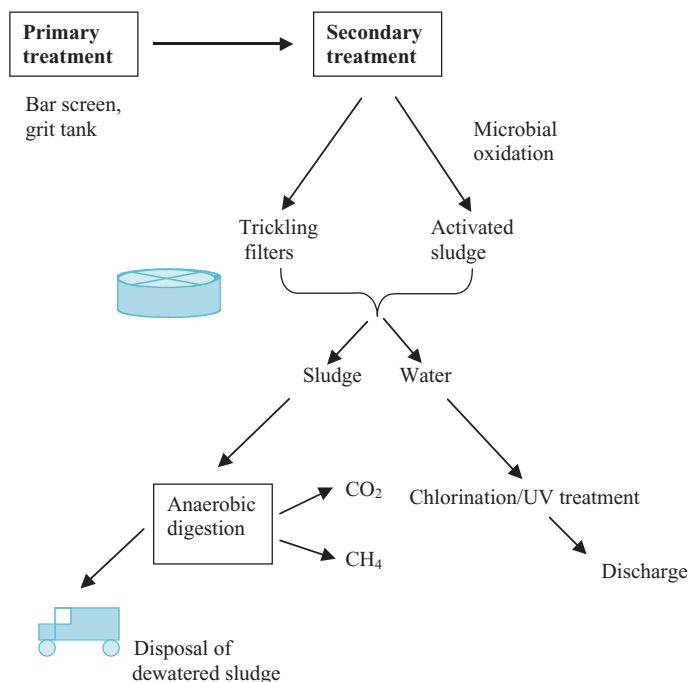 Primary
treatment
Secondary
treatment
Bar screen,
grit tank
Microbial
oxidation
Trickling
filters
Activated
sludge
Sludge
Water
Anaerobic
digestion
CO₂
CH₄
Chlorination/UV treatment
Discharge
Disposal of
dewatered sludge